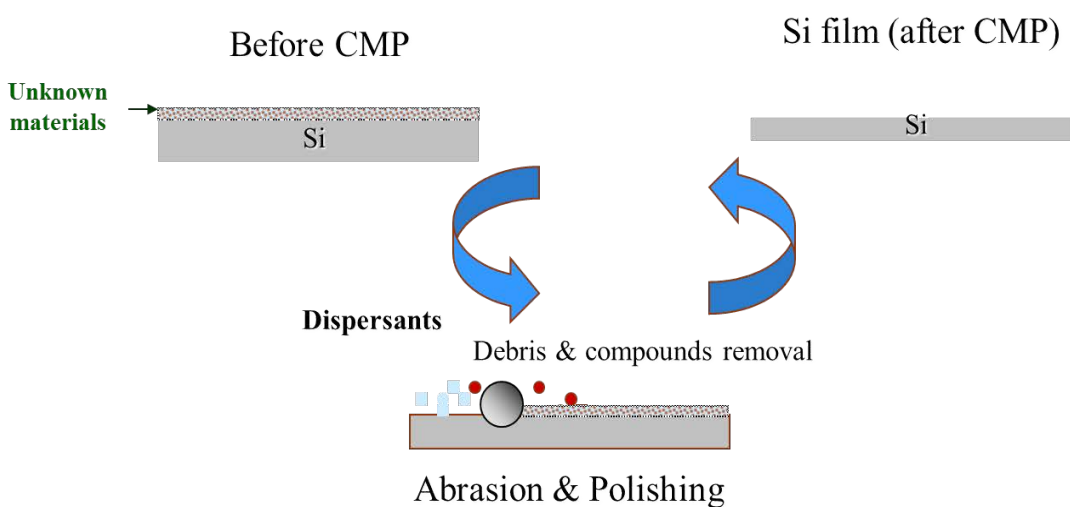 Before CMP
Si film (after CMP)
Unknown
materials
Si
Si
Dispersants
Debris & compounds removal
Abrasion & Polishing